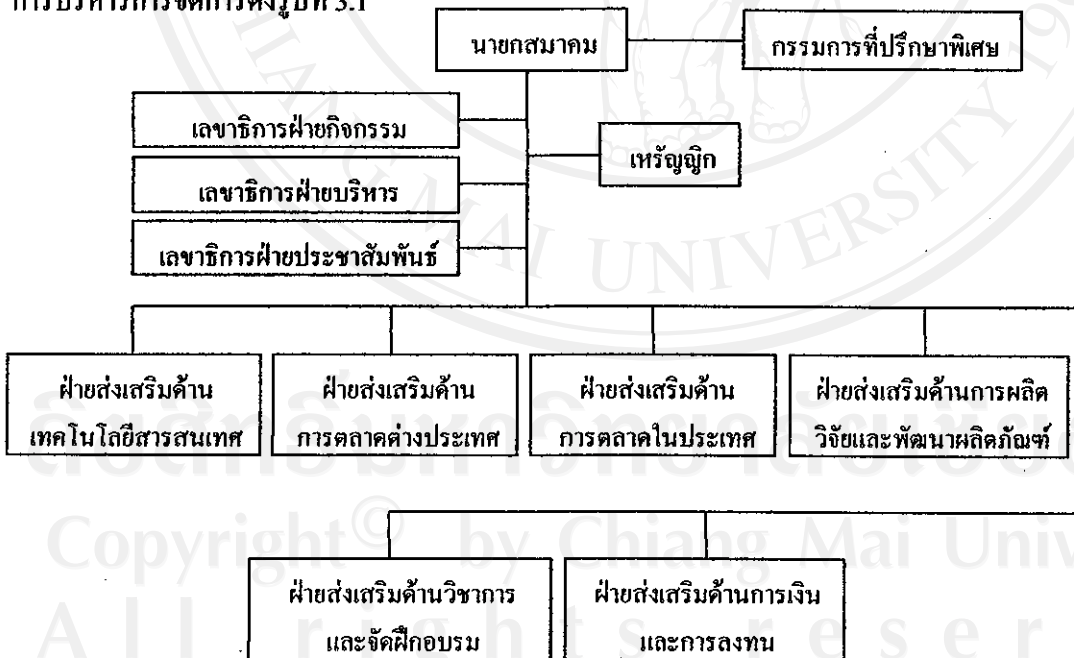 การบริหารการจัดการดังรูปที่ 3.1
นายกสมาคม
กรรมการที่ปรึกษาพิเศษ
เลขาธิการฝ่ายกิจกรรม
เหรัญญิก
เลขาธิการฝ่ายบริหาร
เลขาธิการฝ่ายประชาสัมพันธ์
ฝ่ายส่งเสริมด้าน
เทคโนโลยีสารสนเทศ
ฝ่ายส่งเสริมด้าน
การตลาดต่างประเทศ
ฝ่ายส่งเสริมด้าน
การตลาดในประเทศ
ฝ่ายส่งเสริมด้านการผลิต
วิจัยและพัฒนาผลิตภัณฑ์
ฝ่ายส่งเสริมด้านวิชาการ
และจัดฝึกอบรม
ฝ่ายส่งเสริมด้านการเงิน
และการลงทุน
MAI UNIVERSITY
Copyright© by Chiang Mai Univ
All rights reser